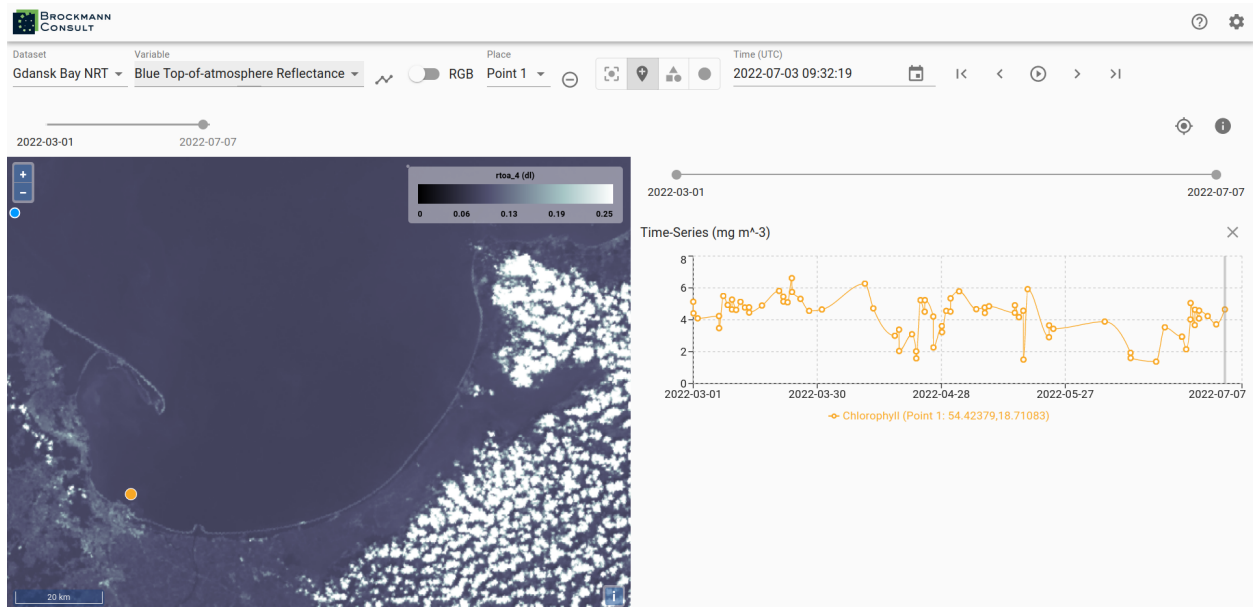 BROCKMANN
CONSULT
Dataset
Variable
Place
Time (UTC)
Gdansk Bay NRT
Blue Top-of-atmosphere Reflectance
RGB
Point 1
2022-07-03 09:32:19
2022-03-01
2022-07-07
+
−
rtoa_4 (dl)
0 0.06 0.13 0.19 0.25
20 km
i
2022-03-01
2022-07-07
Time-Series (mg m^-3)
8
6
4
2
0
2022-03-01 2022-03-30 2022-04-28 2022-05-27 2022-07-07
Chlorophyll (Point 1: 54.42379,18.71083)